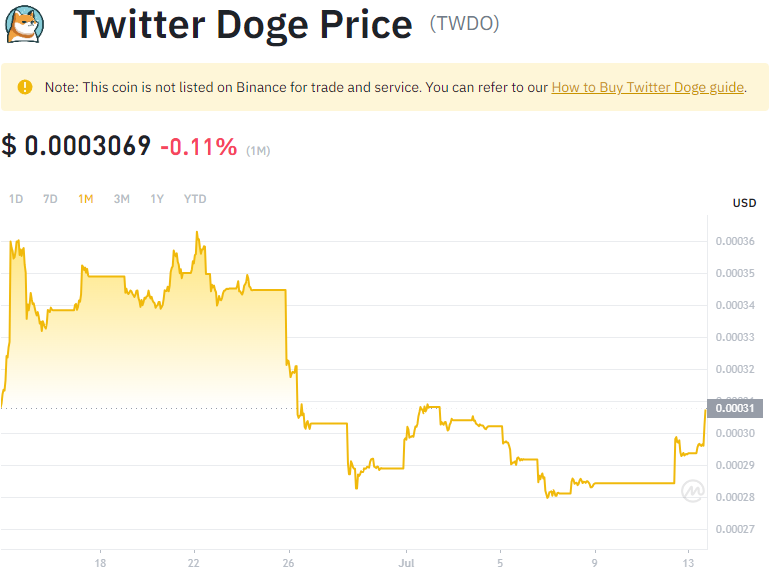 Twitter Doge Price (TWDO)
Note: This coin is not listed on Binance for trade and service. You can refer to our How to Buy Twitter Doge guide.
$ 0.0003069 -0.11% (1M)
1D 7D 1M 3M 1Y YTD
USD
0.00036
0.00035
0.00034
0.00033
0.00032
0.00031
0.00030
0.00029
0.00028
0.00027
18 22 26 Jul 5 9 13